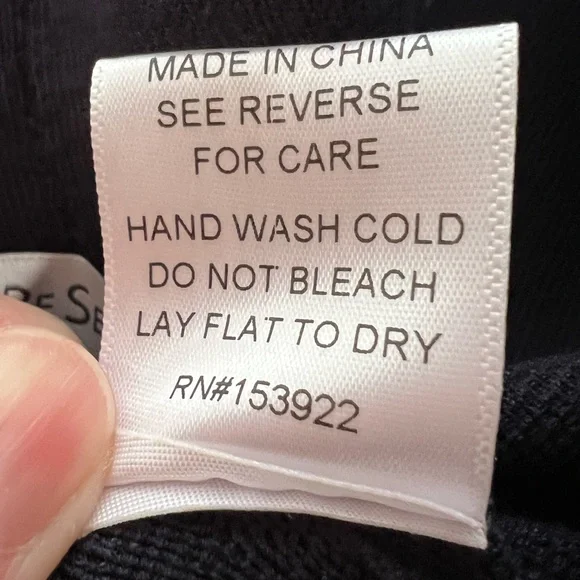 MADE IN CHINA
SEE REVERSE
FOR CARE
HAND WASH COLD
DO NOT BLEACH
LAY FLAT TO DRY
RN#153922